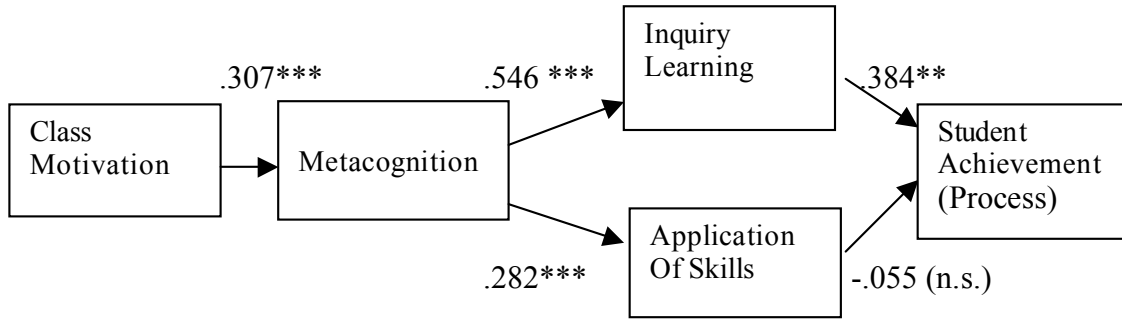 Class
Motivation
.307***
Metacognition
.546 ***
Inquiry
Learning
.384**
.282***
Application
Of Skills
-.055 (n.s.)
Student
Achievement
(Process)